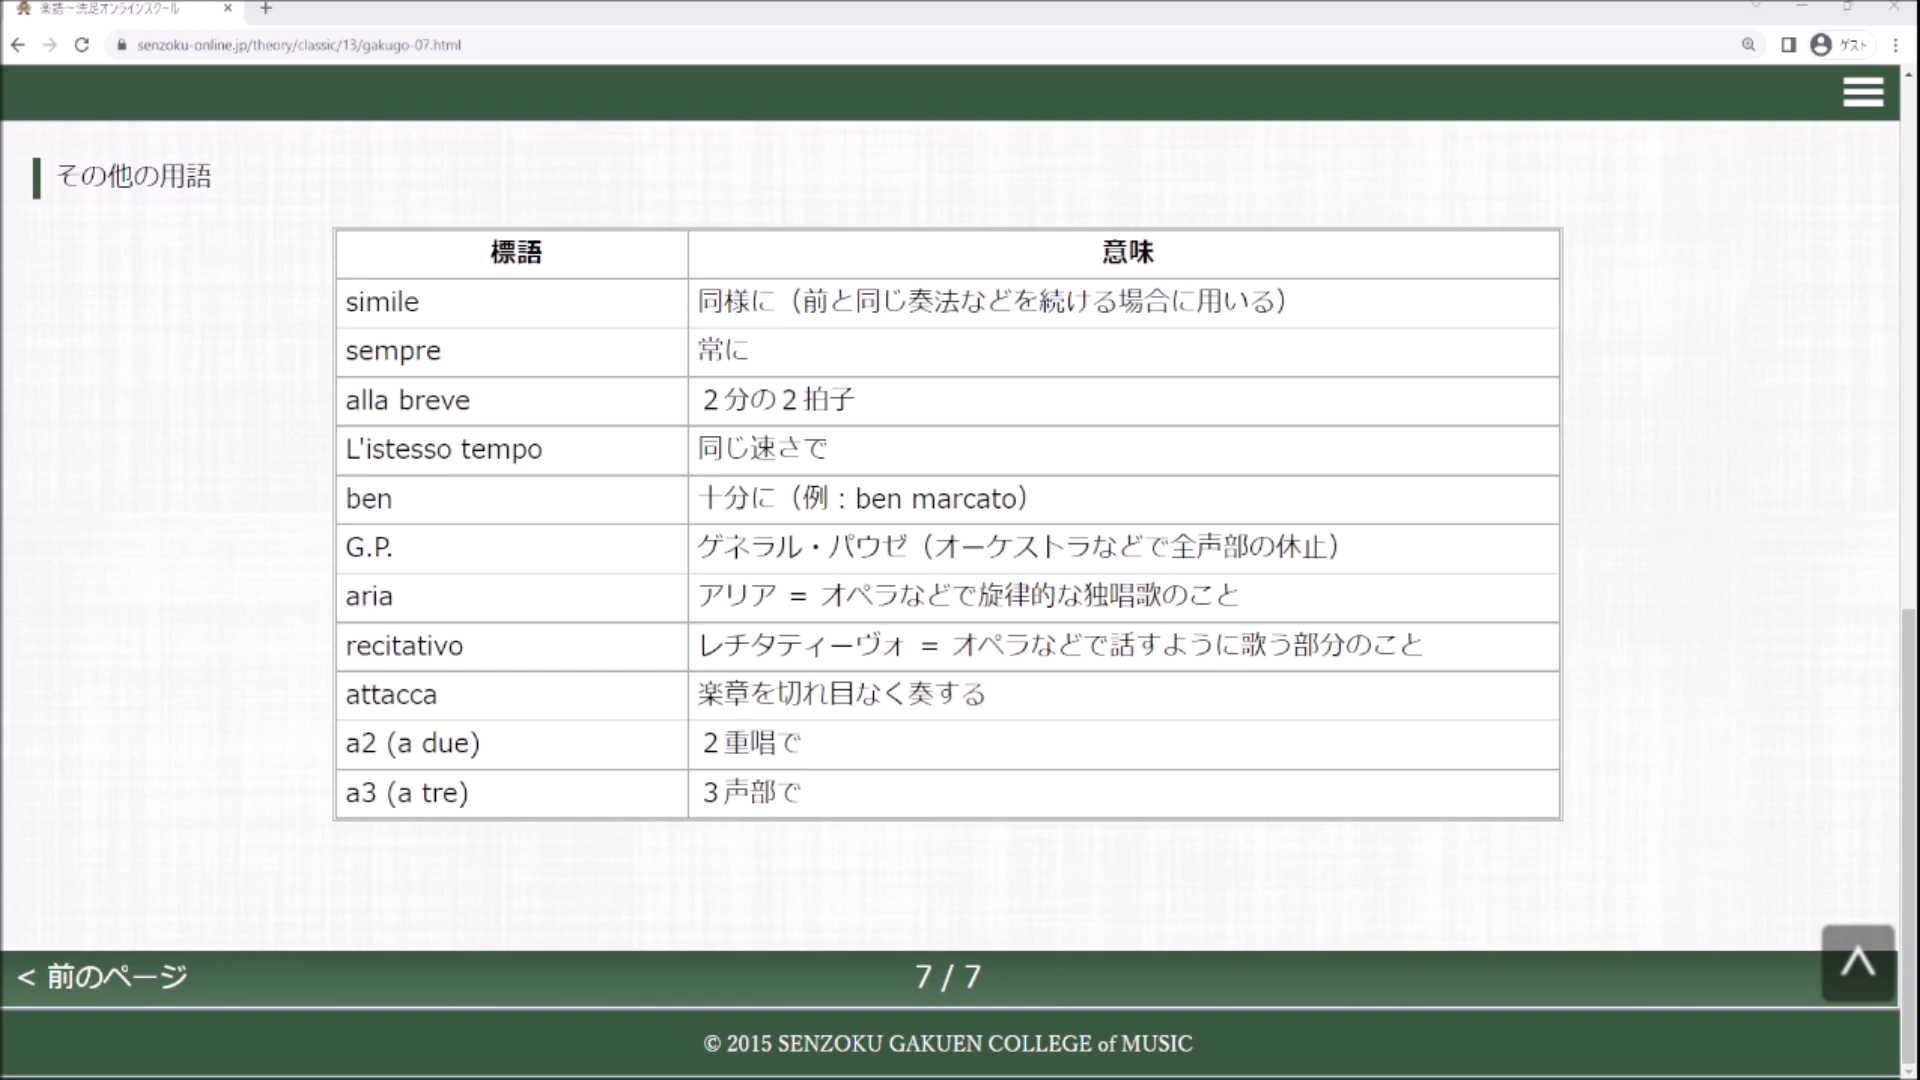 楽語～洗足オンラインスクール
senzoku-online.jp/theory/classic/13/gakugo-07.html
ゲスト
その他の用語
標語 意味
simile 同様に（前と同じ奏法などを続ける場合に用いる）
sempre 常に
alla breve ２分の２拍子
L'istesso tempo 同じ速さで
ben 十分に（例：ben marcato）
G.P. ゲネラル・パウゼ（オーケストラなどで全声部の休止）
aria アリア ＝ オペラなどで旋律的な独唱歌のこと
recitativo レチタティーヴォ ＝ オペラなどで話すように歌う部分のこと
attacca 楽章を切れ目なく奏する
a2 (a due) ２重唱で
a3 (a tre) ３声部で
< 前のページ 7 / 7
© 2015 SENZOKU GAKUEN COLLEGE of MUSIC